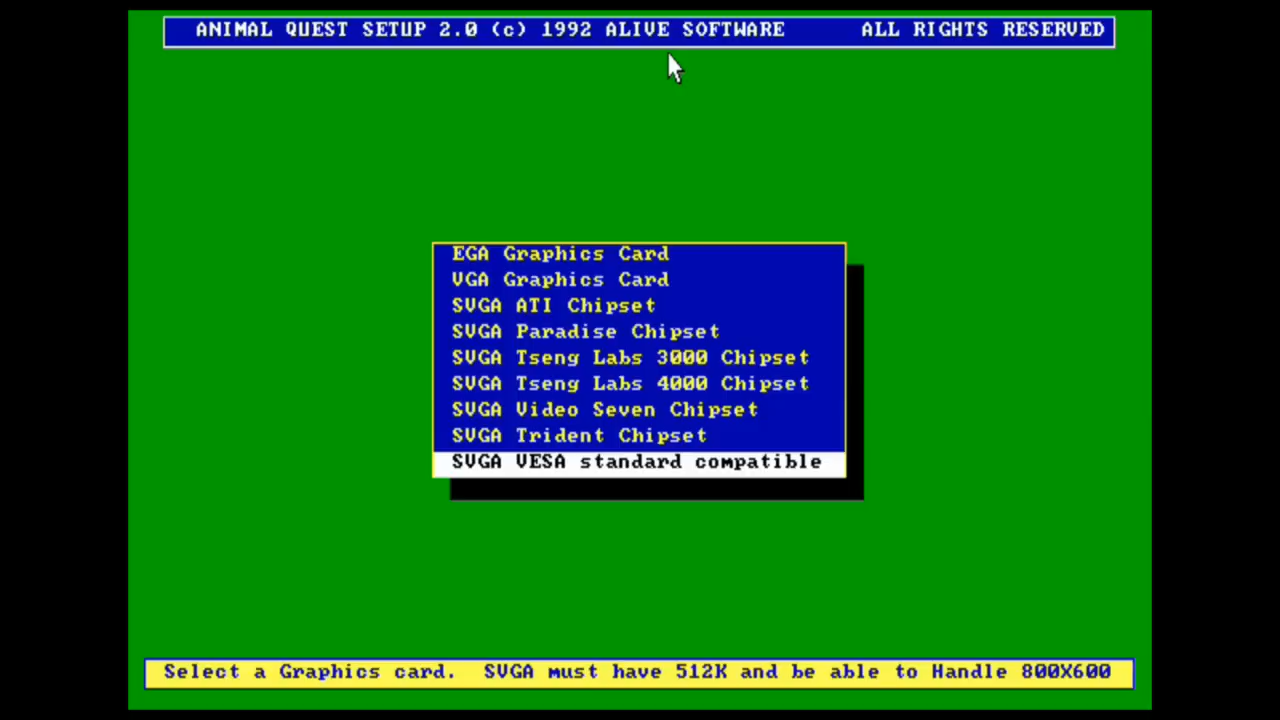 ANIMAL QUEST SETUP 2.0 (c) 1992 ALIVE SOFTWARE ALL RIGHTS RESERVED
EGA Graphics Card
VGA Graphics Card
SVGA ATI Chipset
SVGA Paradise Chipset
SVGA Tseng Labs 3000 Chipset
SVGA Tseng Labs 4000 Chipset
SVGA Video Seven Chipset
SVGA Trident Chipset
SVGA VESA standard compatible
Select a Graphics card. SVGA must have 512K and be able to Handle 800X600